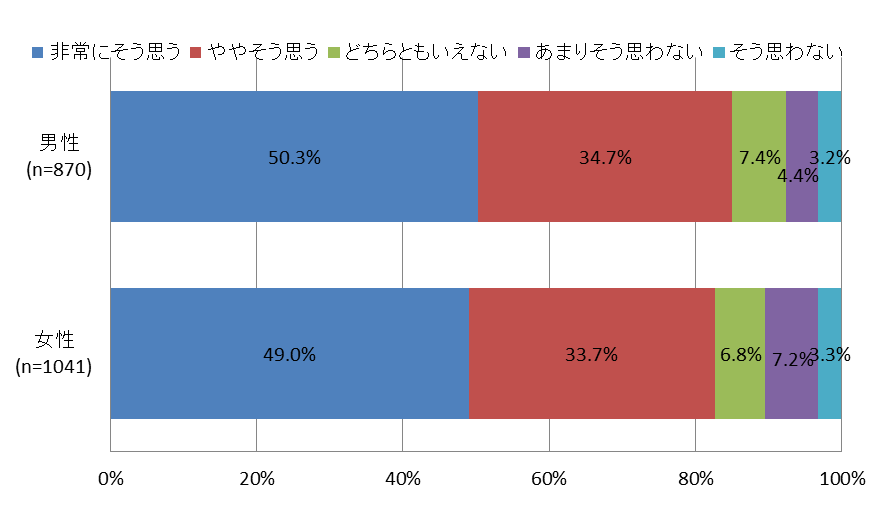 非常にそう思う ややそう思う どちらともいえない あまりそう思わない そう思わない
男性
(n=870)
50.3% 34.7% 7.4% 4.4% 3.2%
女性
(n=1041)
49.0% 33.7% 6.8% 7.2% 3.3%
0% 20% 40% 60% 80% 100%